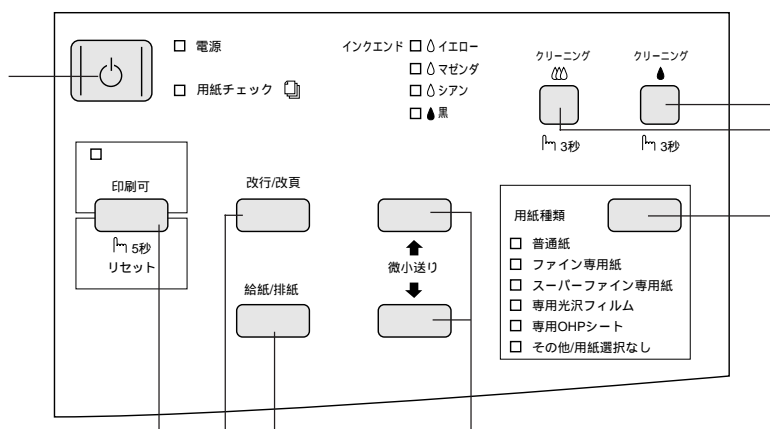 電源
用紙チェック
インクエンド イエロー
マゼンダ
シアン
黒
クリーニング
3秒
クリーニング
3秒
印刷可
5秒
リセット
改行/改頁
給紙/排紙
微小送り
用紙種類
普通紙
ファイン専用紙
スーパーファイン専用紙
専用光沢フィルム
専用OHPシート
その他/用紙選択なし